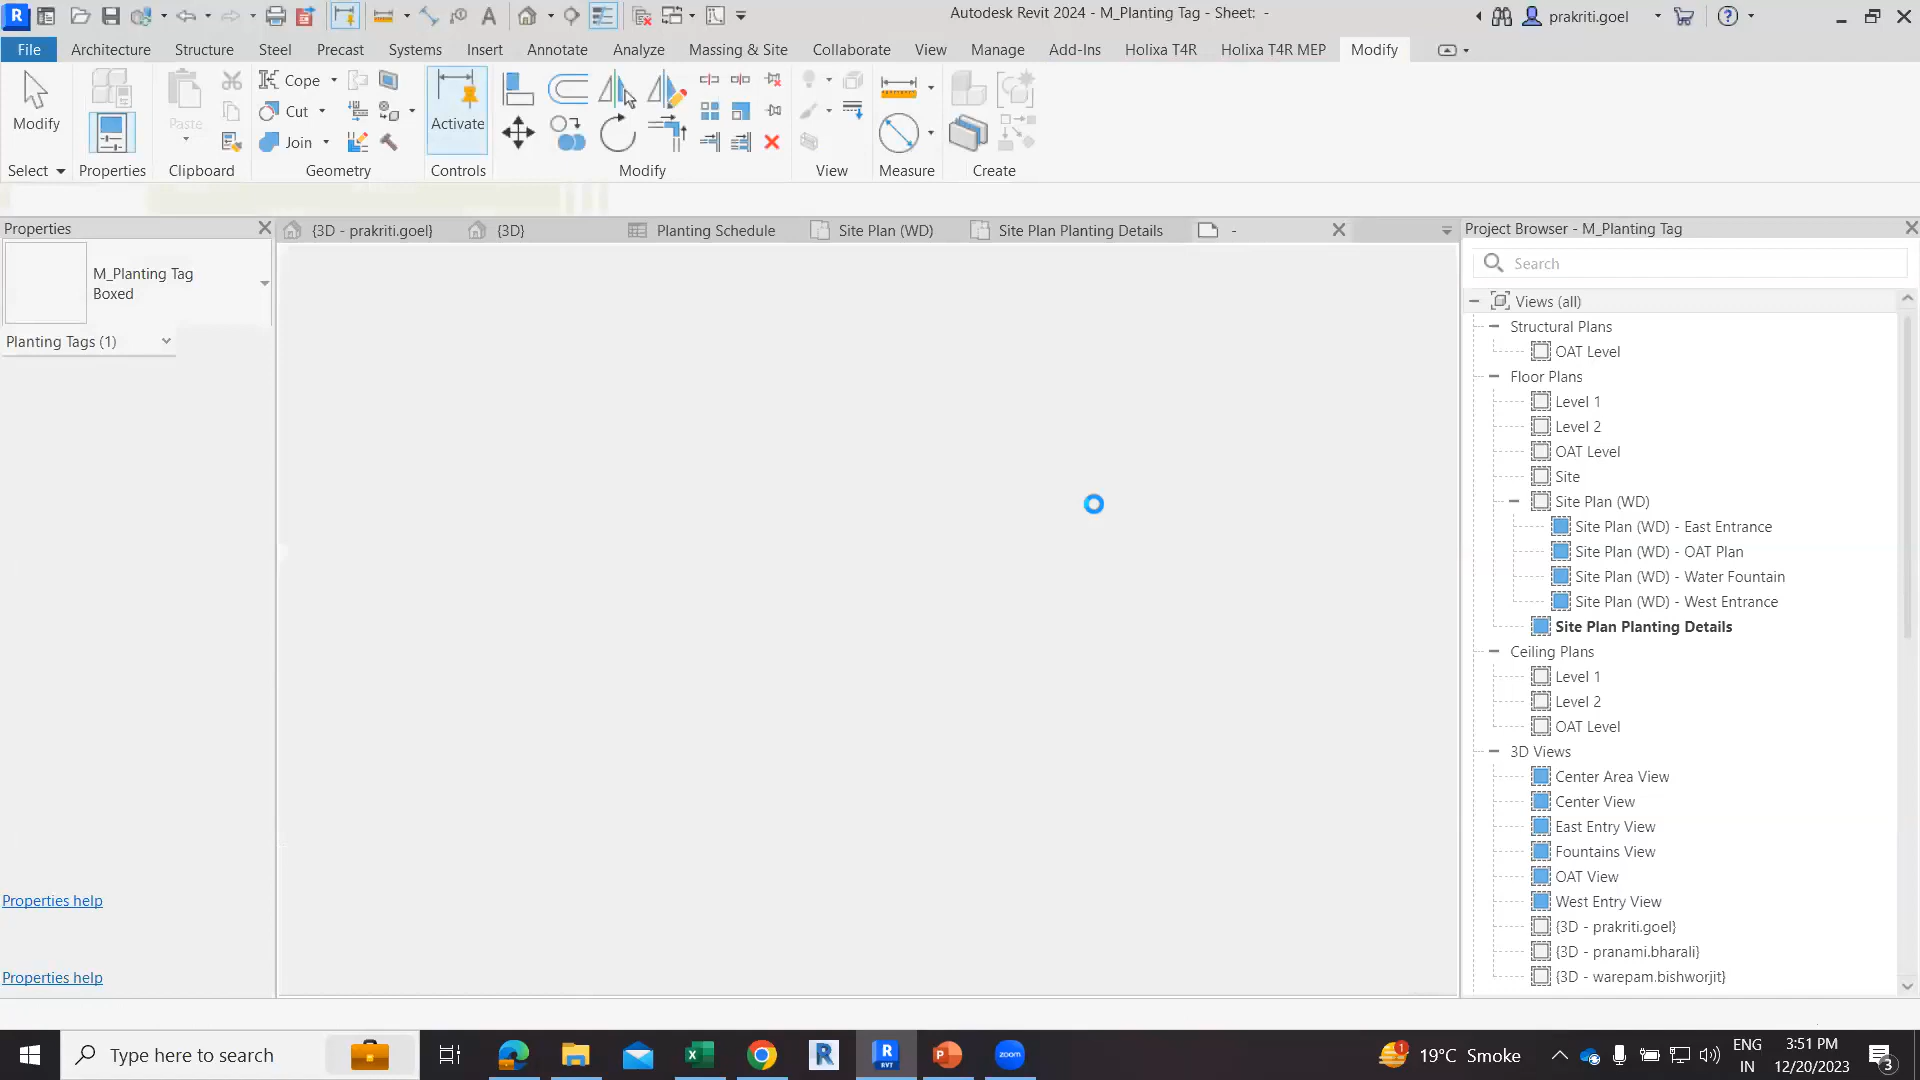 Autodesk Revit 2024 - M_Planting Tag - Sheet: -
prakriti.goel
File Architecture Structure Steel Precast Systems Insert Annotate Analyze Massing & Site Collaborate View Manage Add-Ins Holixa T4R Holixa T4R MEP Modify
Modify
Paste
Cope
Cut
Join
Activate
Select Properties Clipboard Geometry Controls Modify View Measure Create
Properties
{3D - prakriti.goel} {3D} Planting Schedule Site Plan (WD) Site Plan Planting Details -
Project Browser - M_Planting Tag
M_Planting Tag
Boxed
Planting Tags (1)
Properties help
Properties help
Search
Views (all)
Structural Plans
OAT Level
Floor Plans
Level 1
Level 2
OAT Level
Site
Site Plan (WD)
Site Plan (WD) - East Entrance
Site Plan (WD) - OAT Plan
Site Plan (WD) - Water Fountain
Site Plan (WD) - West Entrance
Site Plan Planting Details
Ceiling Plans
Level 1
Level 2
OAT Level
3D Views
Center Area View
Center View
East Entry View
Fountains View
OAT View
West Entry View
{3D - prakriti.goel}
{3D - pranami.bharali}
{3D - warepam.bishworjit}
Type here to search
zoom
19°C Smoke
ENG
IN
3:51 PM
12/20/2023
3